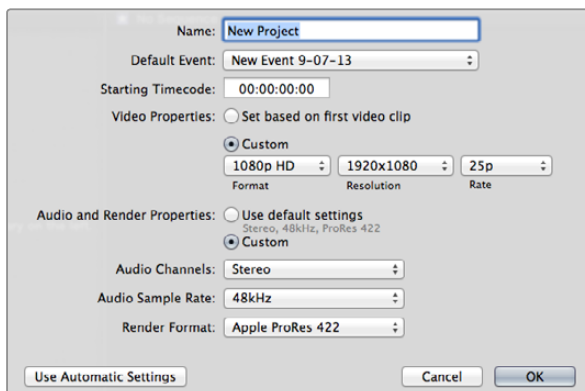 Name: New Project
Default Event: New Event 9-07-13
Starting Timecode: 00:00:00:00
Video Properties: Set based on first video clip
Custom
1080p HD 1920x1080 25p
Format Resolution Rate
Audio and Render Properties: Use default settings
Stereo, 48kHz, ProRes 422
Custom
Audio Channels: Stereo
Audio Sample Rate: 48kHz
Render Format: Apple ProRes 422
Use Automatic Settings Cancel OK